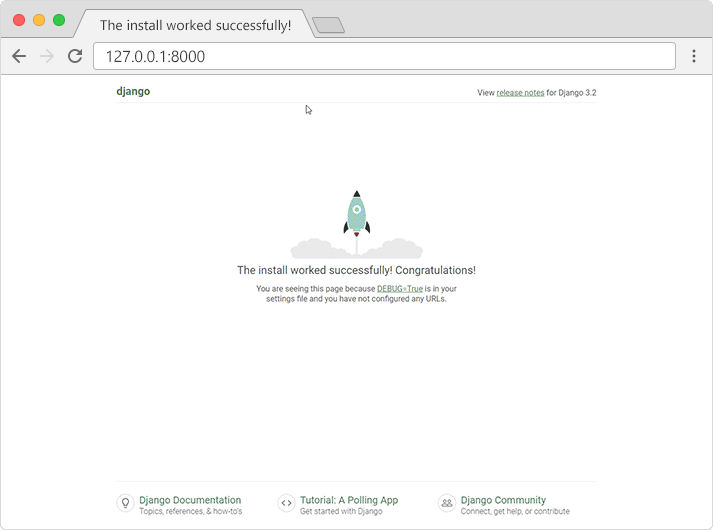 The install worked successfully!
127.0.0.1:8000
django
View release notes for Django 3.2
The install worked successfully! Congratulations!
You are seeing this page because DEBUG=True is in your
settings file and you have not configured any URLs.
Django Documentation
Topics, references, & how-to's
Tutorial: A Polling App
Get started with Django
Django Community
Connect, get help, or contribute